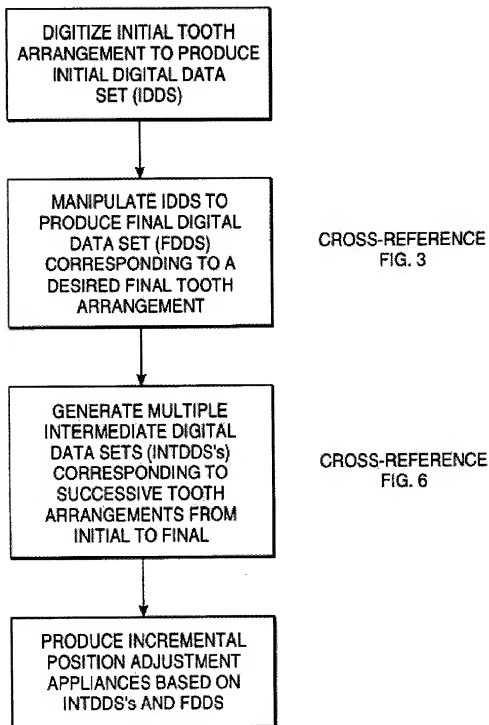 DIGITIZE INITIAL TOOTH
ARRANGEMENT TO PRODUCE
INITIAL DIGITAL DATA
SET (IDDS)
MANIPULATE IDDS TO
PRODUCE FINAL DIGITAL
DATA SET (FDDS)
CORRESPONDING TO A
DESIRED FINAL TOOTH
ARRANGEMENT
CROSS-REFERENCE
FIG. 3
GENERATE MULTIPLE
INTERMEDIATE DIGITAL
DATA SETS (INTDDS's)
CORRESPONDING TO
SUCCESSIVE TOOTH
ARRANGEMENTS FROM
INITIAL TO FINAL
CROSS-REFERENCE
FIG. 6
PRODUCE INCREMENTAL
POSITION ADJUSTMENT
APPLIANCES BASED ON
INTDDS's AND FDDS